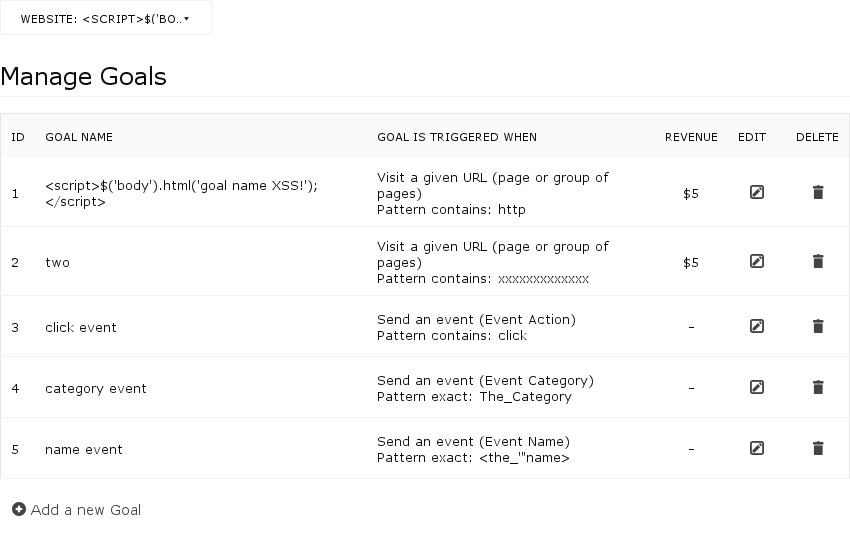 WEBSITE: <SCRIPT>$('BO..
Manage Goals
ID GOAL NAME GOAL IS TRIGGERED WHEN REVENUE EDIT DELETE
1 <script>$('body').html('goal name XSS!');
</script>
Visit a given URL (page or group of
pages)
Pattern contains: http
$5
2 two
Visit a given URL (page or group of
pages)
Pattern contains: xxxxxxxxxxxxx
$5
3 click event
Send an event (Event Action)
Pattern contains: click
-
4 category event
Send an event (Event Category)
Pattern exact: The_Category
-
5 name event
Send an event (Event Name)
Pattern exact: <the_'"name>
-
Add a new Goal